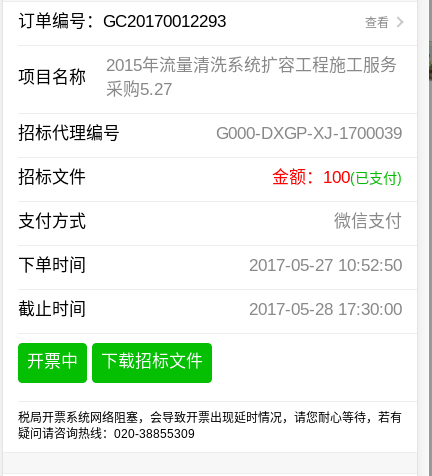 订单编号：GC20170012293 查看
项目名称 2015年流量清洗系统扩容工程施工服务
采购5.27
招标代理编号 G000-DXGP-XJ-1700039
招标文件 金额：100(已支付)
支付方式 微信支付
下单时间 2017-05-27 10:52:50
截止时间 2017-05-28 17:30:00
开票中 下载招标文件
税局开票系统网络阻塞，会导致开票出现延时情况，请您耐心等待，若有
疑问请咨询热线：020-38855309